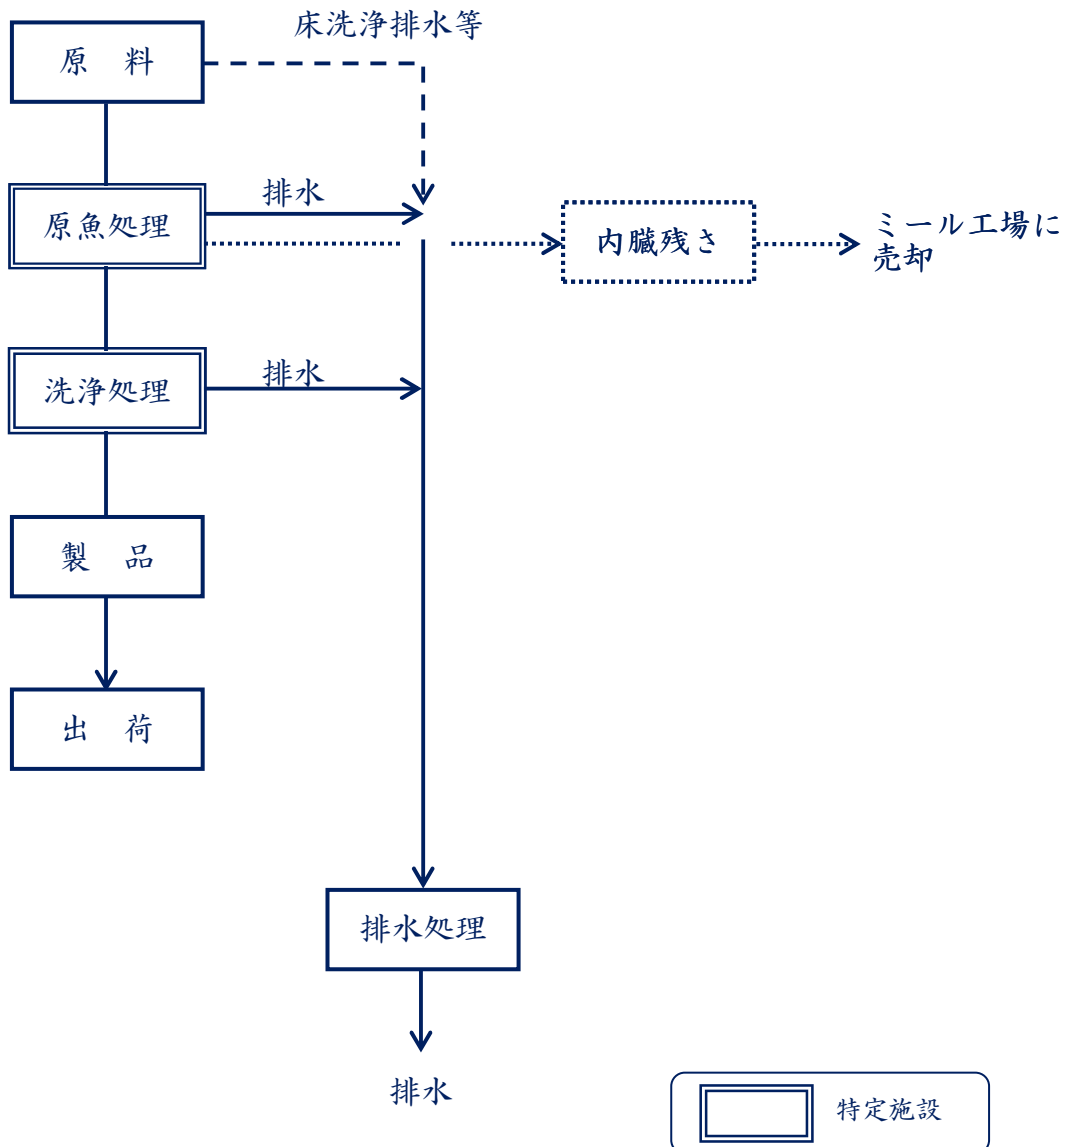 床洗浄排水等
原　料
排水
原魚処理
内臓残さ
ミール工場に
売却
排水
洗浄処理
製　品
出　荷
排水処理
排水
特定施設